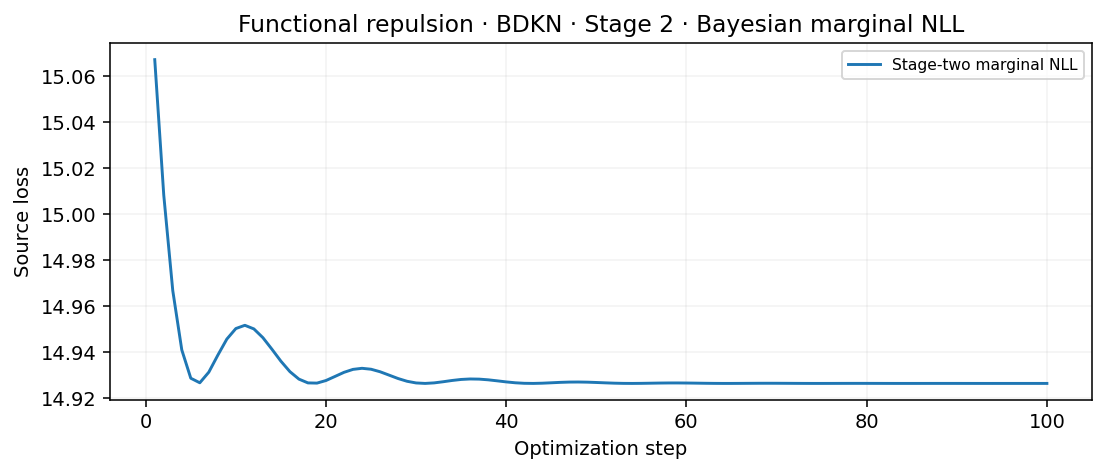 Functional repulsion · BDKN · Stage 2 · Bayesian marginal NLL
Stage-two marginal NLL
Source loss
15.06
15.04
15.02
15.00
14.98
14.96
14.94
14.92
0 20 40 60 80 100
Optimization step